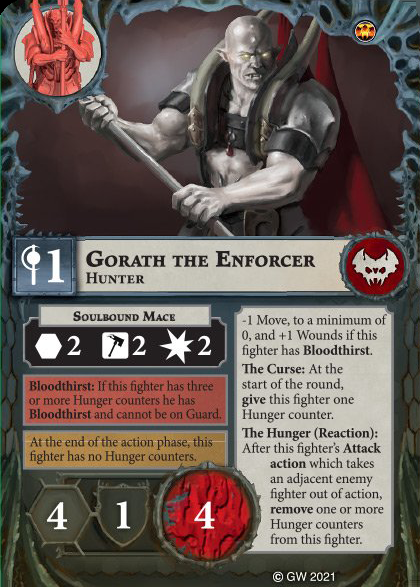 1
GORATH THE ENFORCER
HUNTER
SOULBOUND MACE
2 2 2
Bloodthirst: If this fighter has three
or more Hunger counters he has
Bloodthirst and cannot be on Guard.
At the end of the action phase, this
fighter has no Hunger counters.
-1 Move, to a minimum of
0, and +1 Wounds if this
fighter has Bloodthirst.
The Curse: At the
start of the round,
give this fighter one
Hunger counter.
The Hunger (Reaction):
After this fighter's Attack
action which takes
an adjacent enemy
fighter out of action,
remove one or more
Hunger counters
from this fighter.
4 1 4
© GW 2021